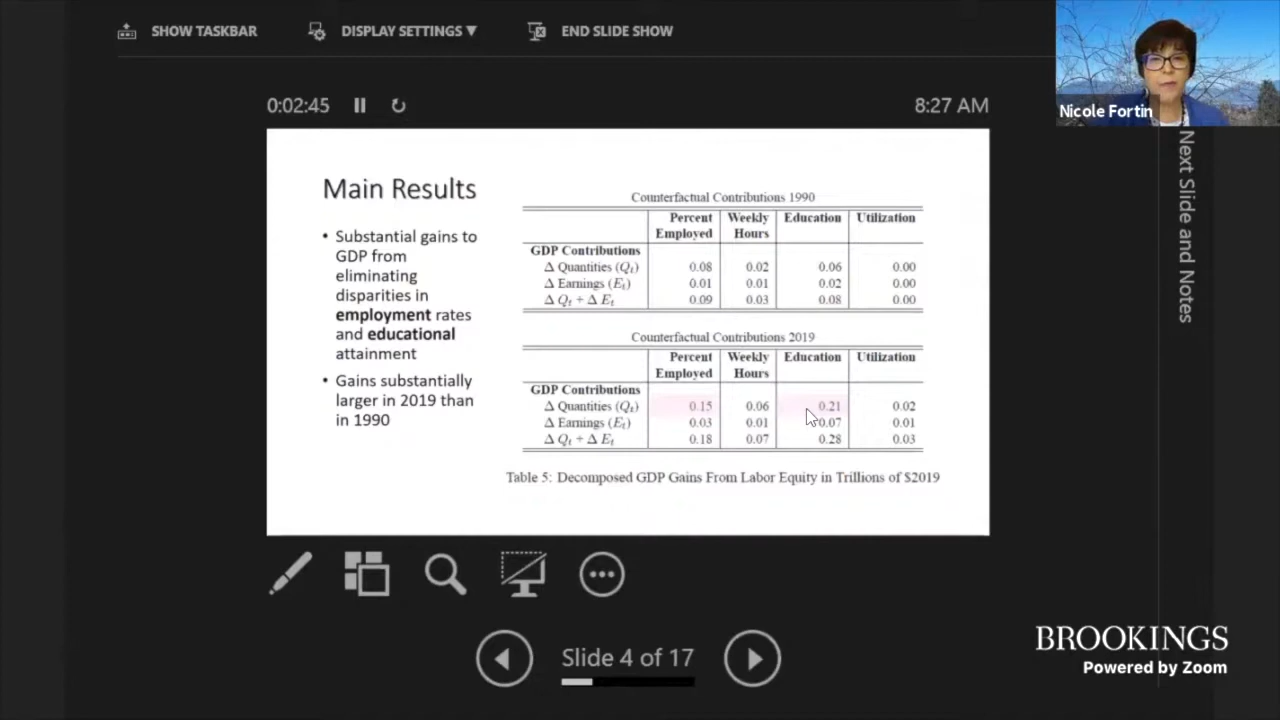 SHOW TASKBAR
DISPLAY SETTINGS ▼
END SLIDE SHOW
Nicole Fortin
0:02:45
8:27 AM
Next Slide and Notes
Main Results
• Substantial gains to
GDP from
eliminating
disparities in
employment rates
and educational
attainment
• Gains substantially
larger in 2019 than
in 1990
Counterfactual Contributions 1990
Percent Employed Weekly Hours Education Utilization
GDP Contributions
Δ Quantities (Qt) 0.08 0.02 0.06 0.00
Δ Earnings (Et) 0.01 0.01 0.02 0.00
Δ Qt + Δ Et 0.09 0.03 0.08 0.00
Counterfactual Contributions 2019
Percent Employed Weekly Hours Education Utilization
GDP Contributions
Δ Quantities (Qt) 0.15 0.06 0.21 0.02
Δ Earnings (Et) 0.03 0.01 0.07 0.01
Δ Qt + Δ Et 0.18 0.07 0.28 0.03
Table 5: Decomposed GDP Gains From Labor Equity in Trillions of $2019
Slide 4 of 17
BROOKINGS
Powered by Zoom